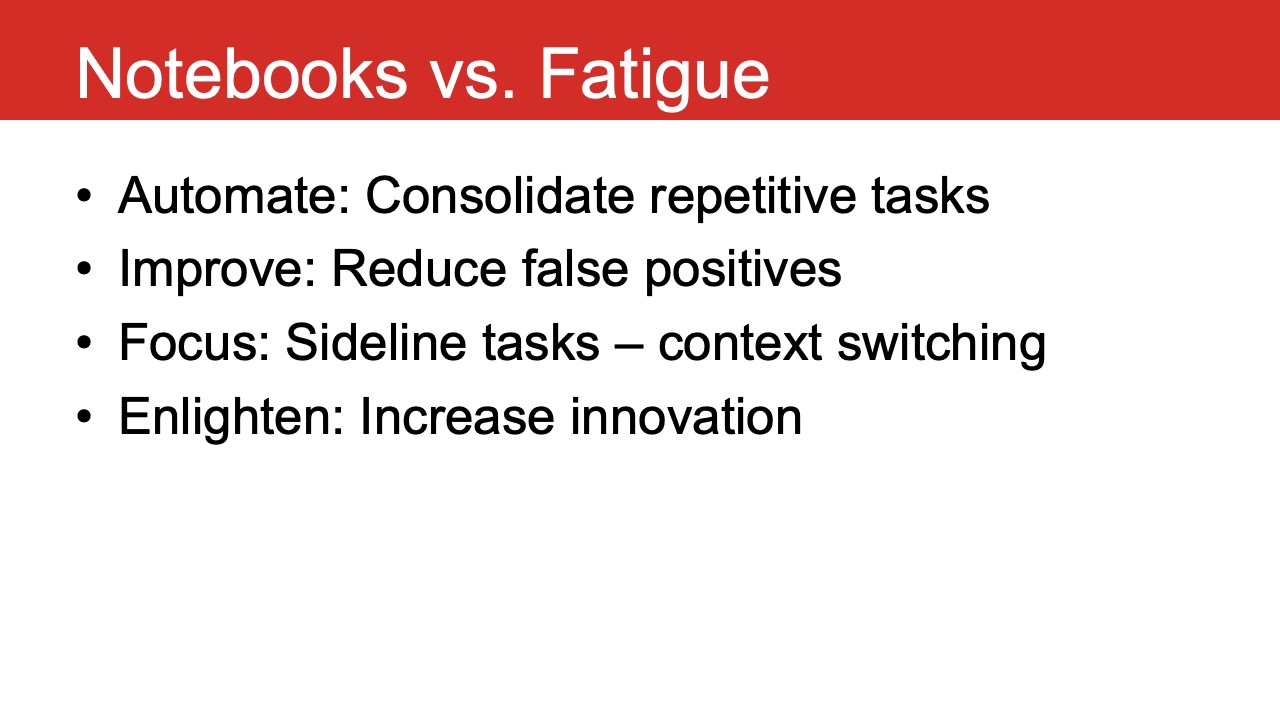 Notebooks vs. Fatigue
• Automate: Consolidate repetitive tasks
• Improve: Reduce false positives
• Focus: Sideline tasks – context switching
• Enlighten: Increase innovation